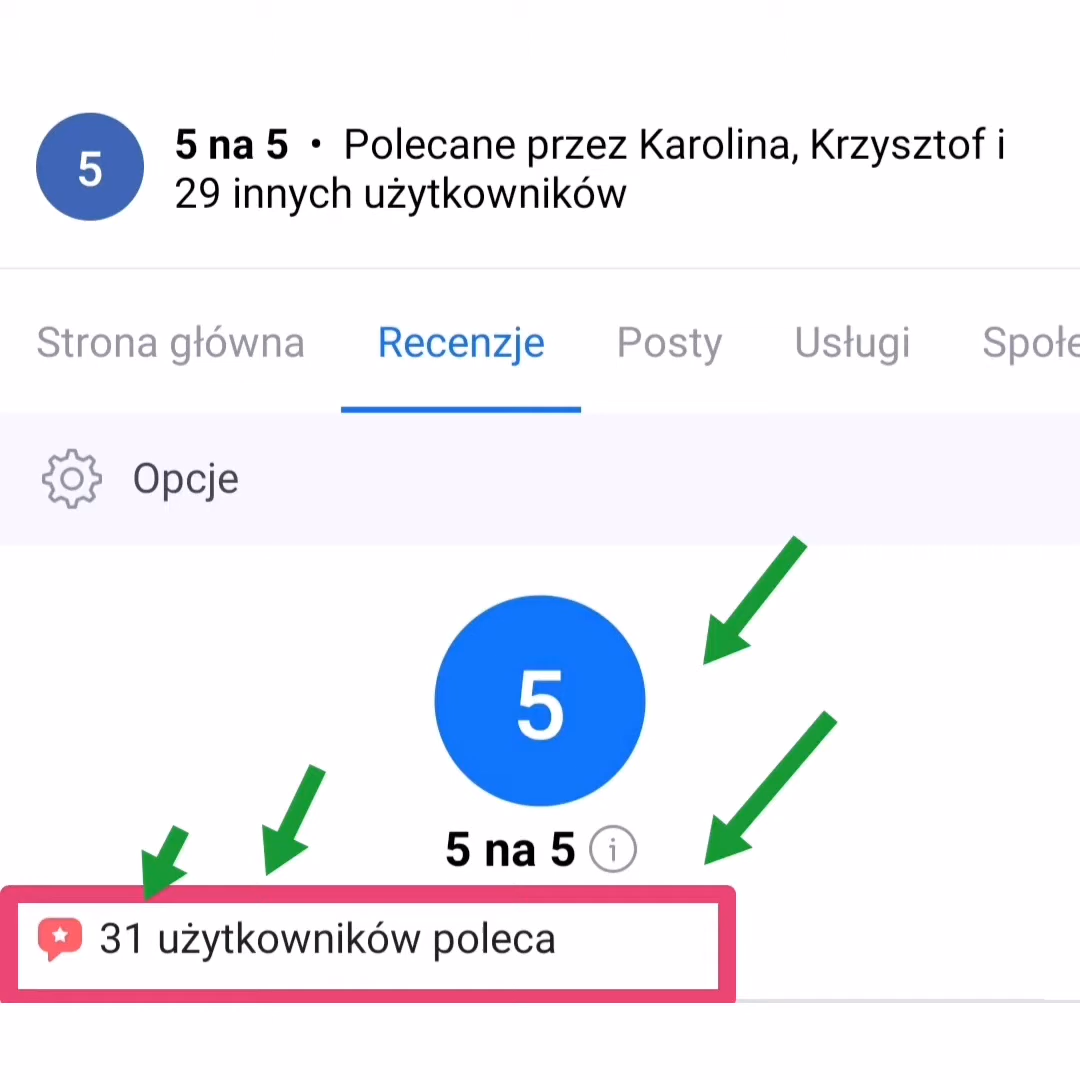 5
5 na 5 • Polecane przez Karolina, Krzysztof i
29 innych użytkowników
Strona główna Recenzje Posty Usługi Społe
Opcje
5
5 na 5 i
31 użytkowników poleca